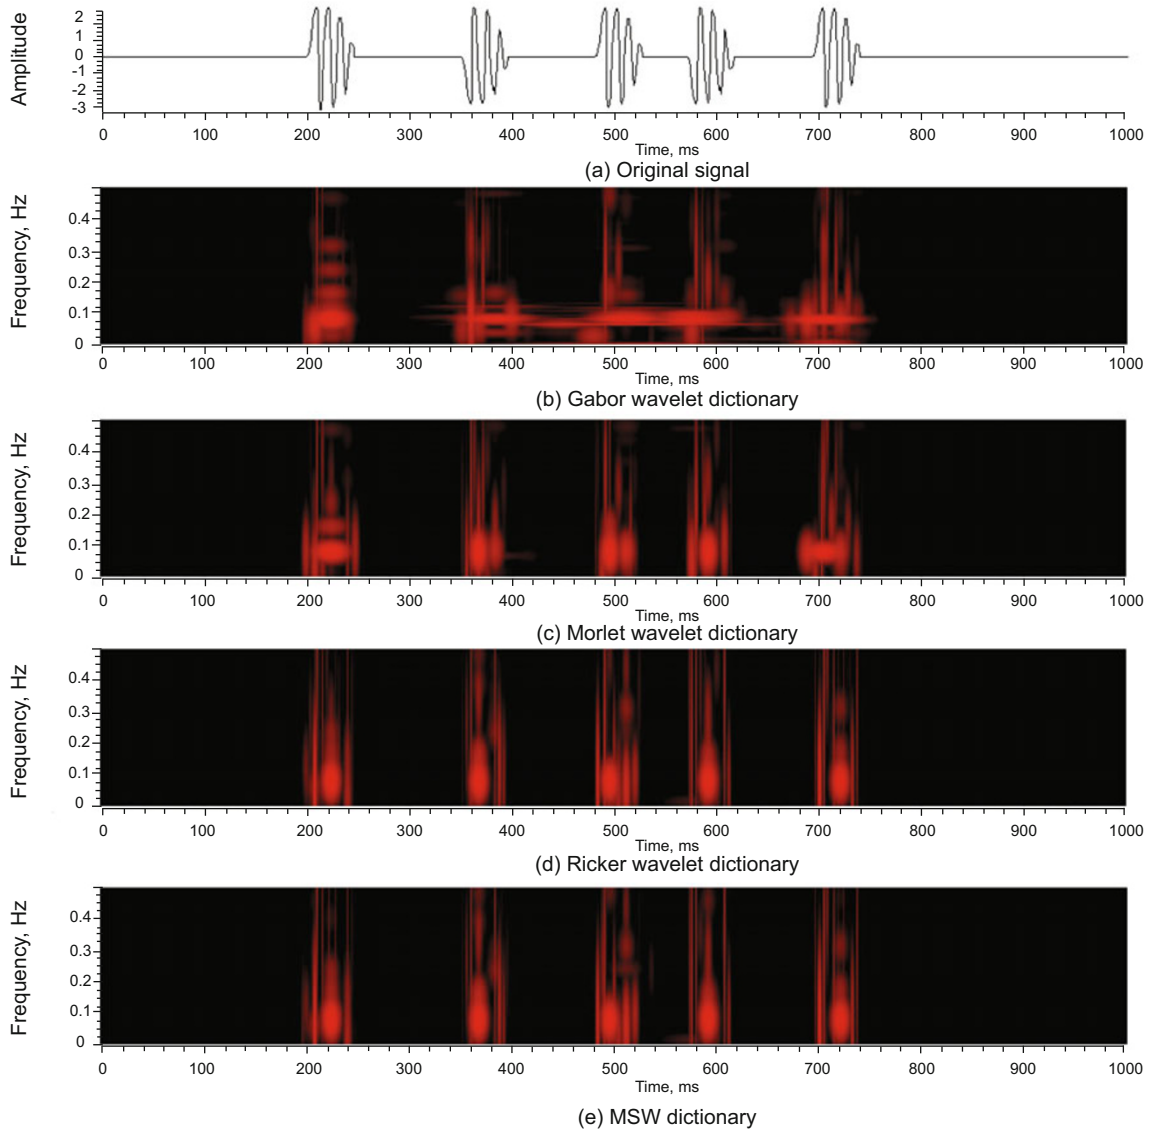 Amplitude
2
1
0
-1
-2
-3
0 100 200 300 400 500 600 700 800 900 1000
Time, ms
(a) Original signal
Frequency, Hz
0.4
0.3
0.2
0.1
0
0 100 200 300 400 500 600 700 800 900 1000
Time, ms
(b) Gabor wavelet dictionary
Frequency, Hz
0.4
0.3
0.2
0.1
0
0 100 200 300 400 500 600 700 800 900 1000
Time, ms
(c) Morlet wavelet dictionary
Frequency, Hz
0.4
0.3
0.2
0.1
0
0 100 200 300 400 500 600 700 800 900 1000
Time, ms
(d) Ricker wavelet dictionary
Frequency, Hz
0.4
0.3
0.2
0.1
0
0 100 200 300 400 500 600 700 800 900 1000
Time, ms
(e) MSW dictionary